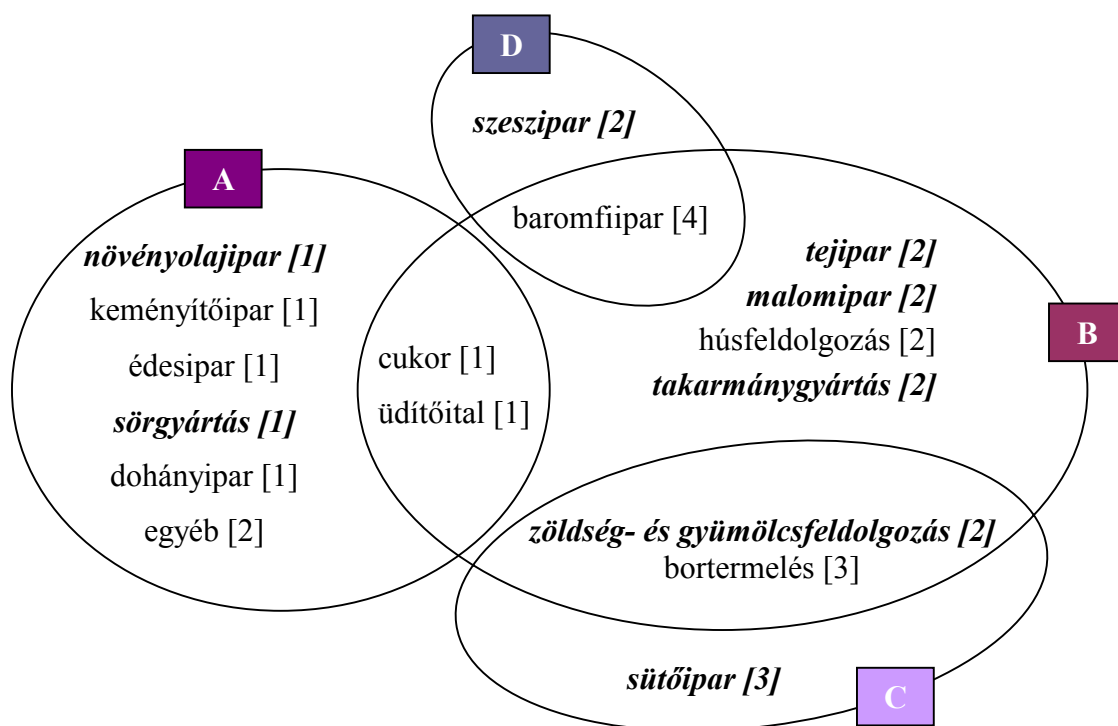 D
szeszipar [2]
A
baromfiipar [4]
növényolajipar [1]
keményítőipar [1]
édesipar [1]
sörgyártás [1]
dohányipar [1]
egyéb [2]
cukor [1]
üdítőital [1]
tejipar [2]
malomipar [2]
húsfeldolgozás [2]
takarmánygyártás [2]
B
zöldség- és gyümölcsfeldolgozás [2]
bortermelés [3]
sütőipar [3]
C